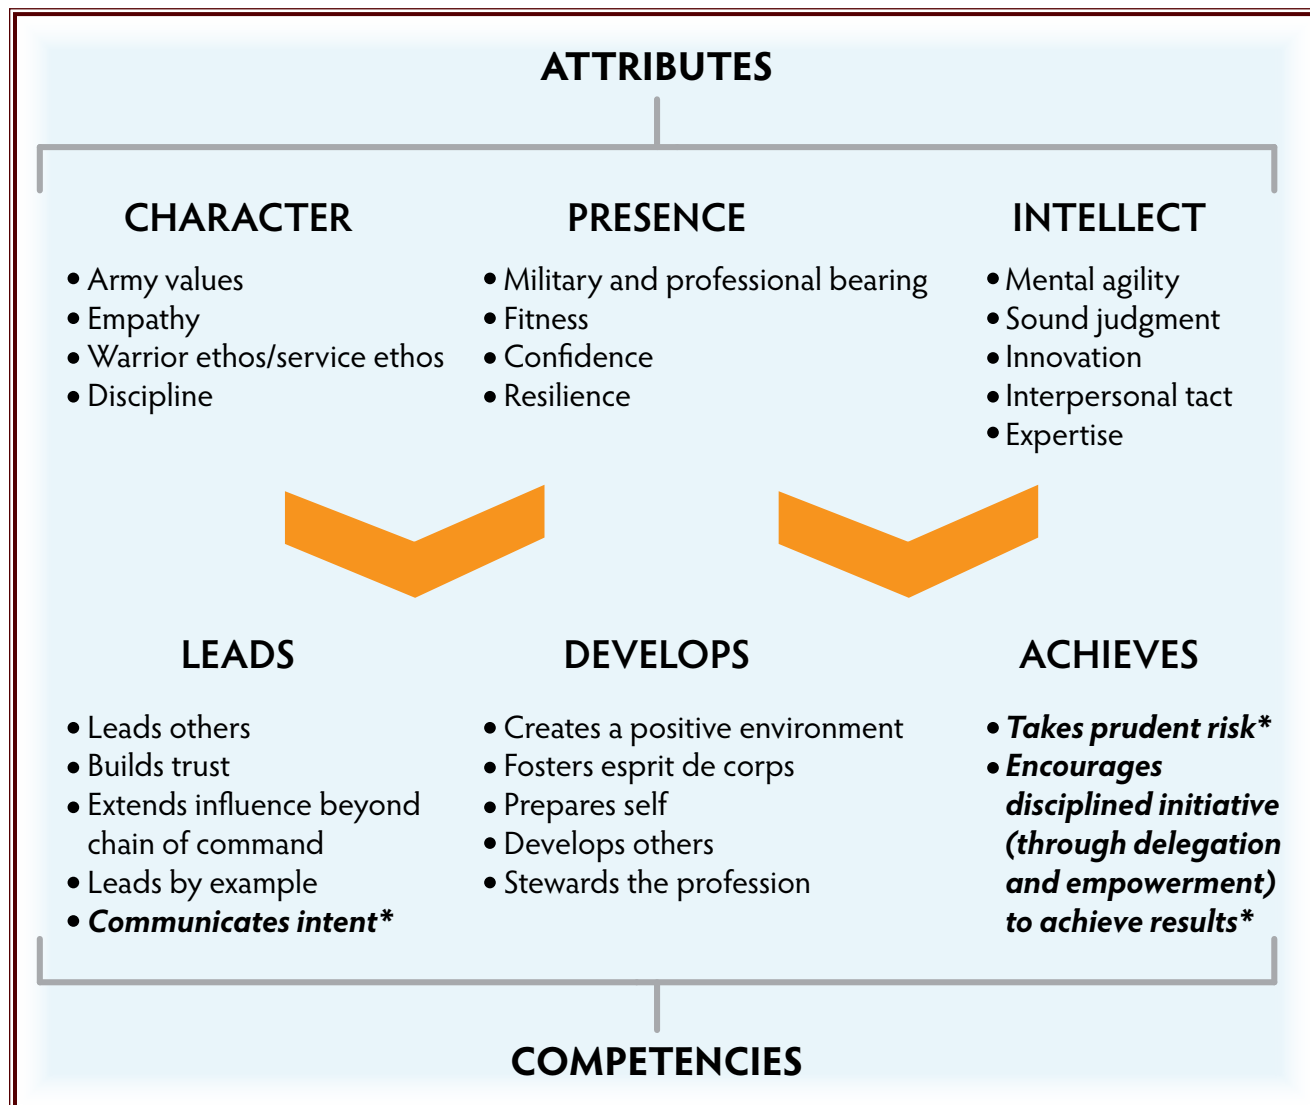 ATTRIBUTES
CHARACTER
• Army values
• Empathy
• Warrior ethos/service ethos
• Discipline
PRESENCE
• Military and professional bearing
• Fitness
• Confidence
• Resilience
INTELLECT
• Mental agility
• Sound judgment
• Innovation
• Interpersonal tact
• Expertise
LEADS
• Leads others
• Builds trust
• Extends influence beyond
chain of command
• Leads by example
• Communicates intent*
DEVELOPS
• Creates a positive environment
• Fosters esprit de corps
• Prepares self
• Develops others
• Stewards the profession
ACHIEVES
• Takes prudent risk*
• Encourages
disciplined initiative
(through delegation
and empowerment)
to achieve results*
COMPETENCIES